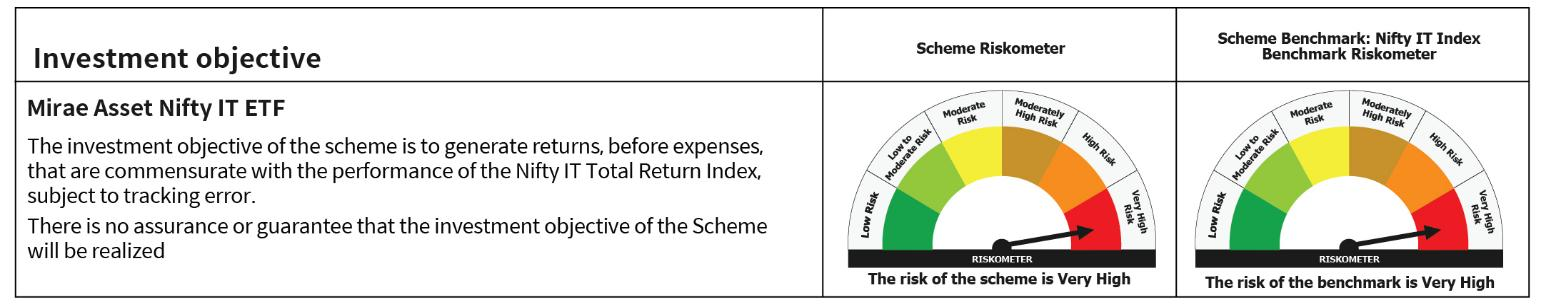 Investment objective
Scheme Riskometer
Scheme Benchmark: Nifty IT Index
Benchmark Riskometer
Mirae Asset Nifty IT ETF
The investment objective of the scheme is to generate returns, before expenses,
that are commensurate with the performance of the Nifty IT Total Return Index,
subject to tracking error.
There is no assurance or guarantee that the investment objective of the Scheme
will be realized
Low Risk
Low to
Moderate Risk
Moderate
Risk
Moderately
High Risk
High Risk
Very High
Risk
RISKOMETER
The risk of the scheme is Very High
Low Risk
Low to
Moderate Risk
Moderate
Risk
Moderately
High Risk
High Risk
Very High
Risk
RISKOMETER
The risk of the benchmark is Very High